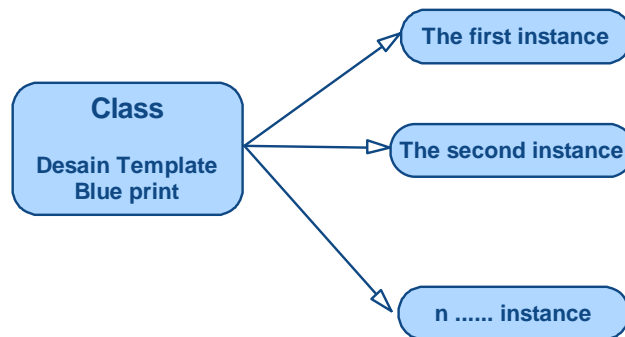 Class
Desain Template
Blue print
The first instance
The second instance
n ...... instance